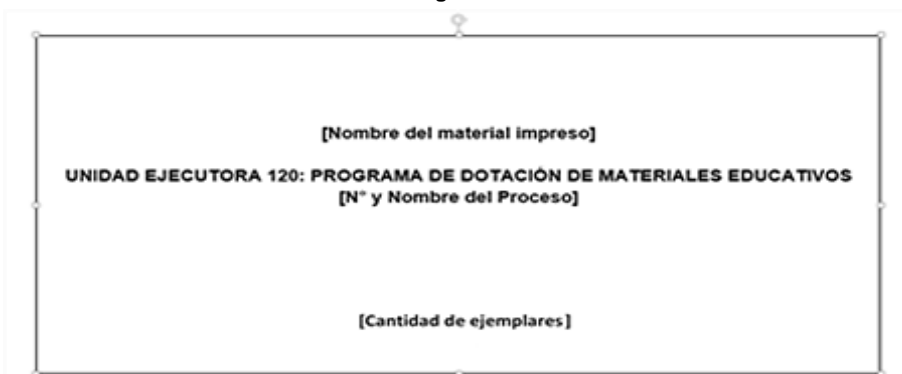 [Nombre del material impreso]
UNIDAD EJECUTORA 120: PROGRAMA DE DOTACIÓN DE MATERIALES EDUCATIVOS
[N° y Nombre del Proceso]
[Cantidad de ejemplares]